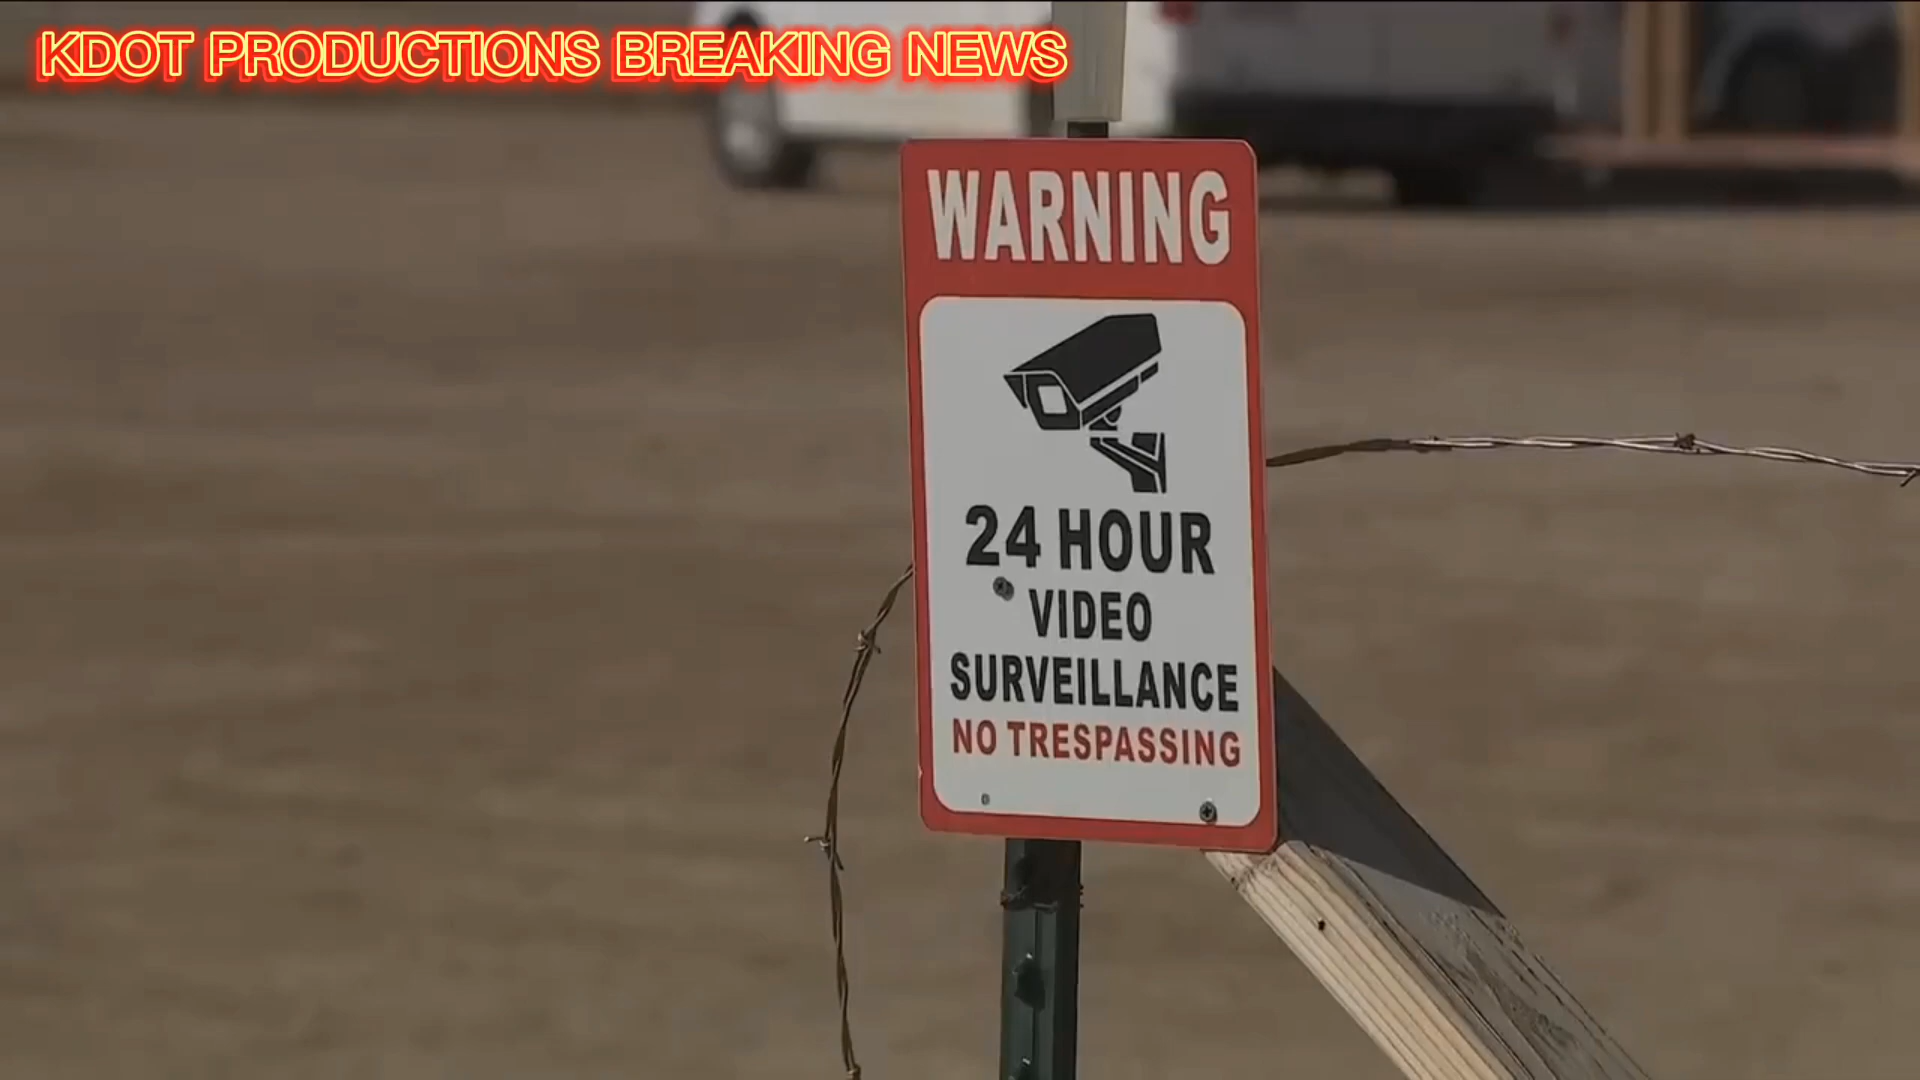 KDOT PRODUCTIONS BREAKING NEWS
WARNING
24 HOUR
VIDEO
SURVEILLANCE
NO TRESPASSING